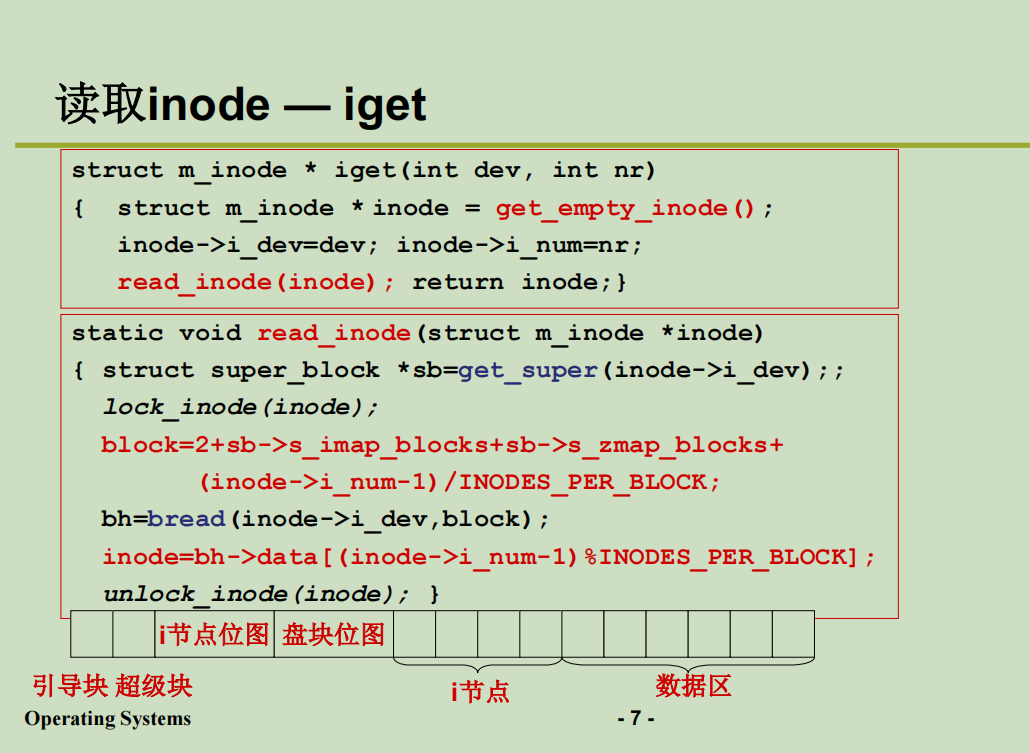 读取inode — iget
struct m_inode * iget(int dev, int nr)
{ struct m_inode * inode = get_empty_inode();
inode->i_dev=dev; inode->i_num=nr;
read_inode(inode); return inode;}
static void read_inode(struct m_inode *inode)
{ struct super_block *sb=get_super(inode->i_dev);;
lock_inode(inode);
block=2+sb->s_imap_blocks+sb->s_zmap_blocks+
(inode->i_num-1)/INODES_PER_BLOCK;
bh=bread(inode->i_dev,block);
inode=bh->data[(inode->i_num-1)%INODES_PER_BLOCK];
unlock_inode(inode); }
i节点位图 盘块位图
引导块 超级块 i节点 数据区
Operating Systems - 7 -